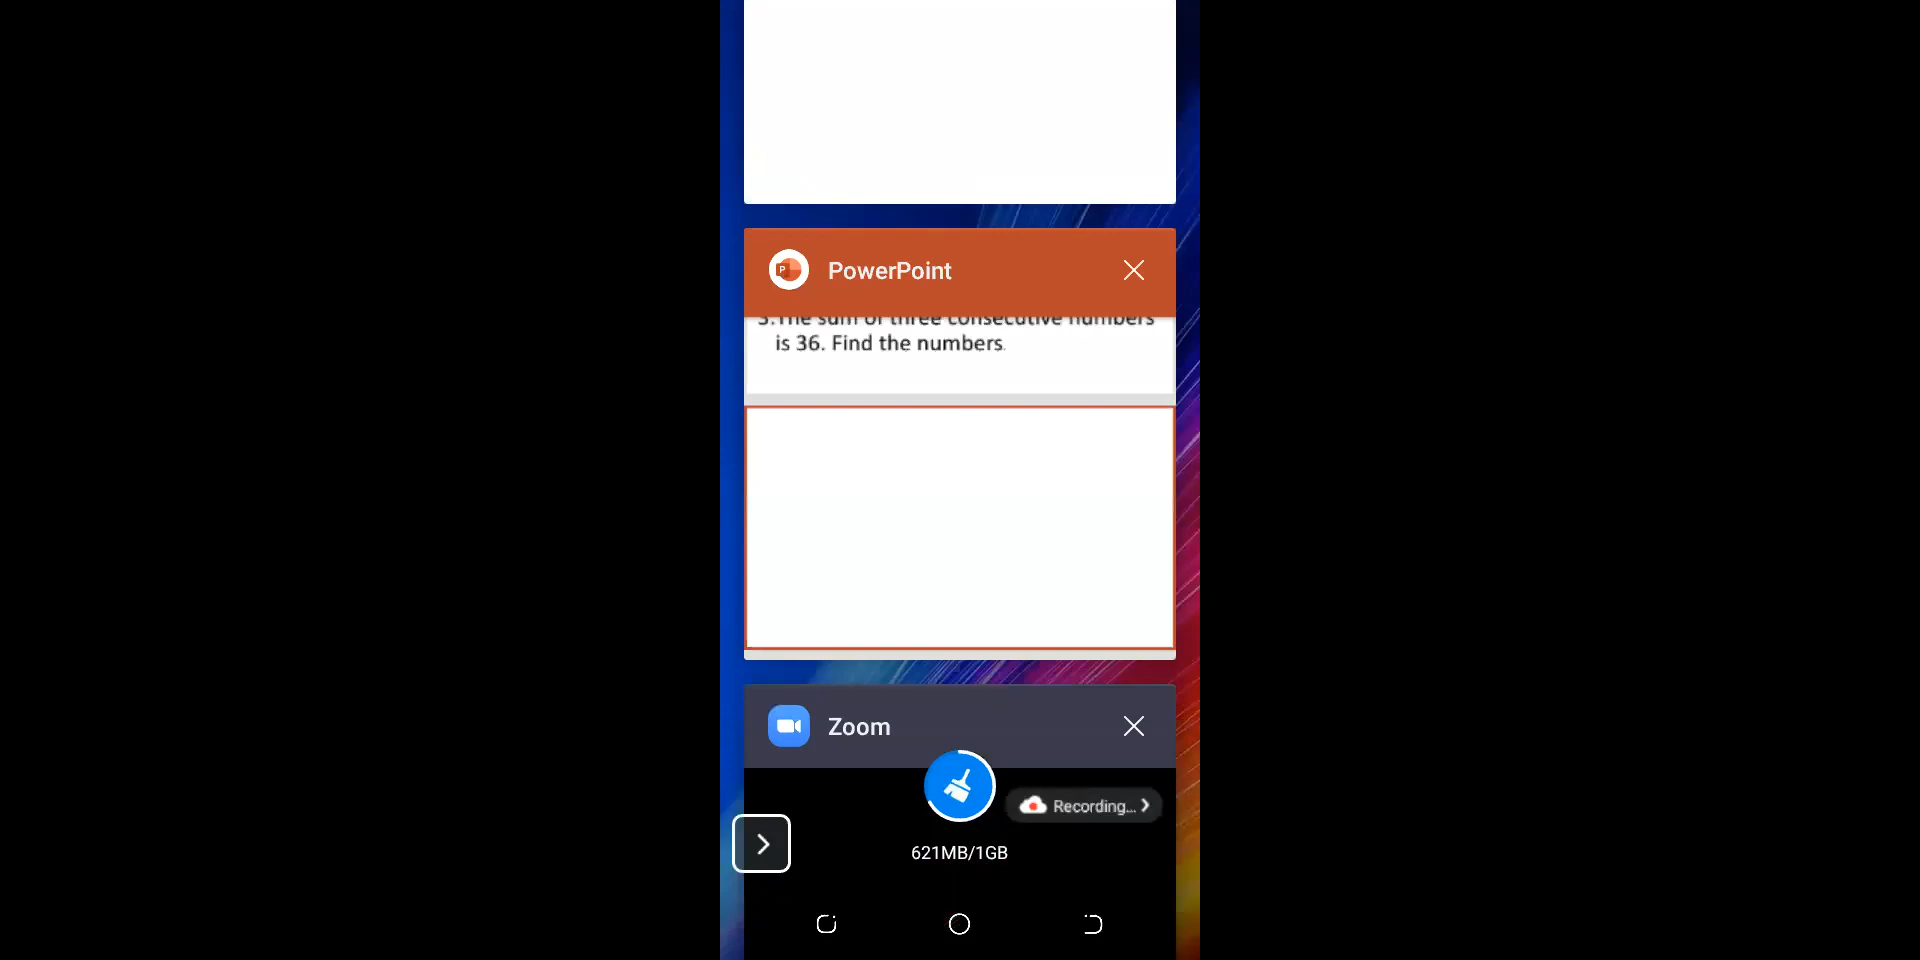 PowerPoint
3.The sum of three consecutive numbers
is 36. Find the numbers.
Zoom
Recording...
621MB/1GB